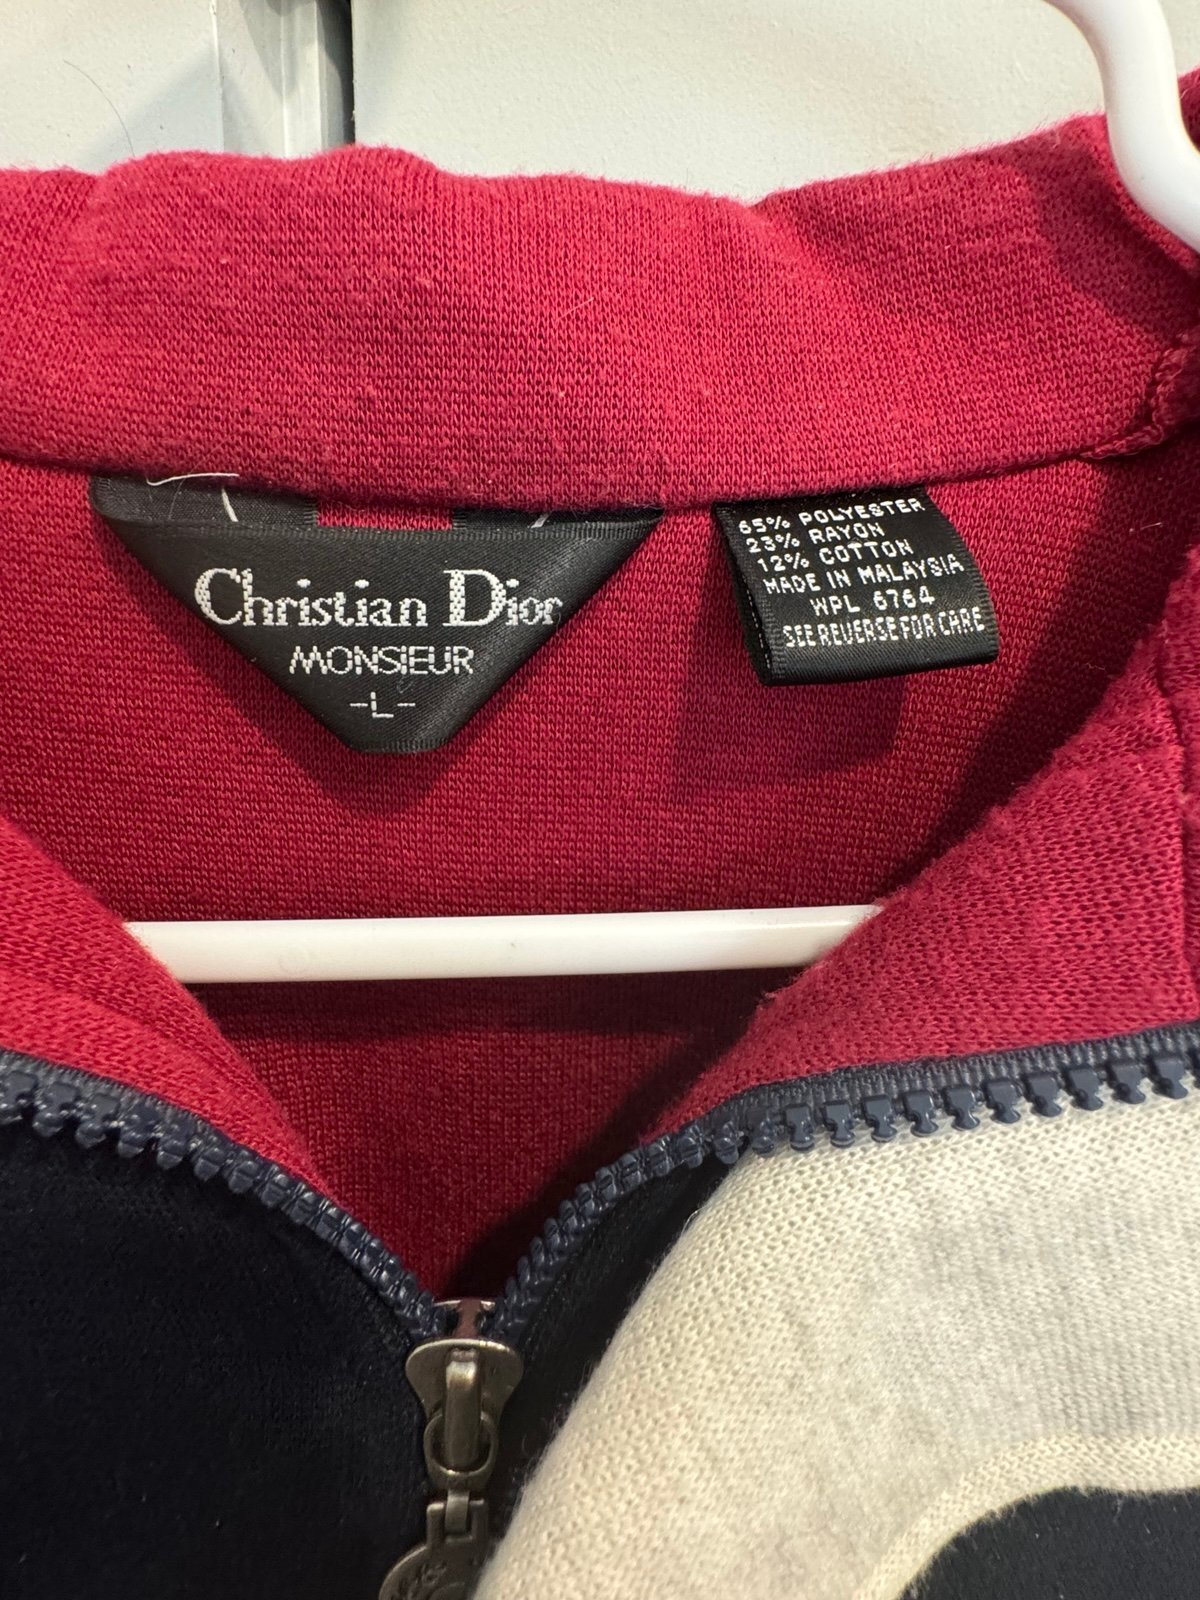 Christian Dior
MONSIEUR
-L-
65% POLYESTER
23% RAYON
12% COTTON
MADE IN MALAYSIA
WPL 6764
SEE REVERSE FOR CARE